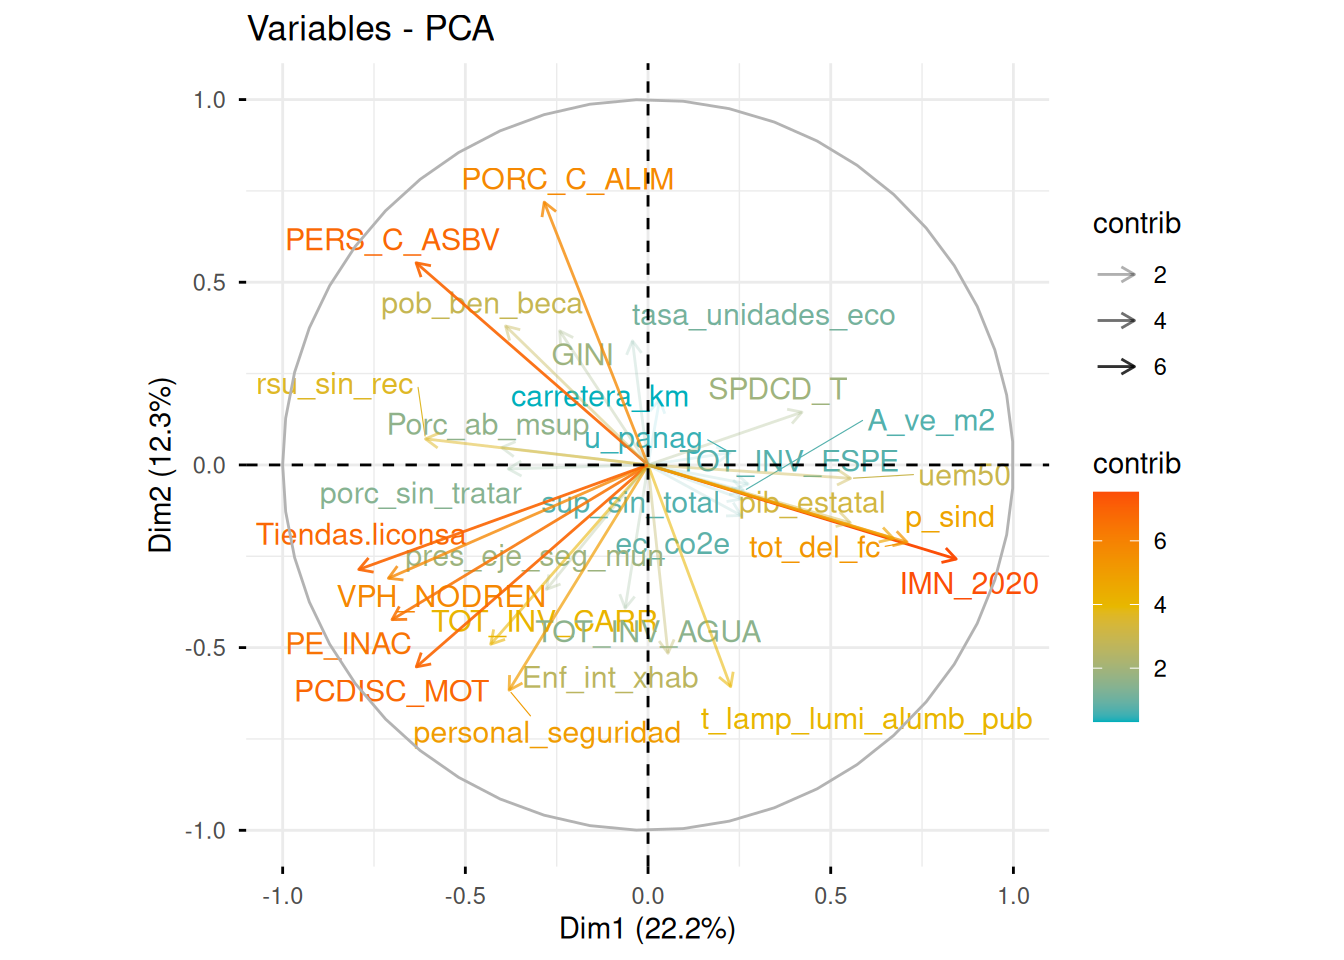 Variables - PCA
1.0
0.5
0.0
-0.5
-1.0
Dim2 (12.3%)
PORC_C_ALIM
PERS_C_ASBV
pob_ben_beca
tasa_unidades_eco
GINI
rsu_sin_rec
carretera_km
SPDCD_T
Porc_ab_msup
u_panag
A_ve_m2
TOT_INV_ESPE
uem50
porc_sin_tratar
sup_sin_total
pib_estatal
p_sind
Tiendas.liconsa
pres_eje_seg_mun
ec_co2e
tot_del_fc
IMN_2020
VPH_NODREN
TOT_INV_CARR
TOT_INV_AGUA
PE_INAC
Enf_int_xhab
PCDISC_MOT
personal_seguridad
t_lamp_lumi_alumb_pub
-1.0
-0.5
0.0
0.5
1.0
Dim1 (22.2%)
contrib
2
4
6
contrib
6
4
2